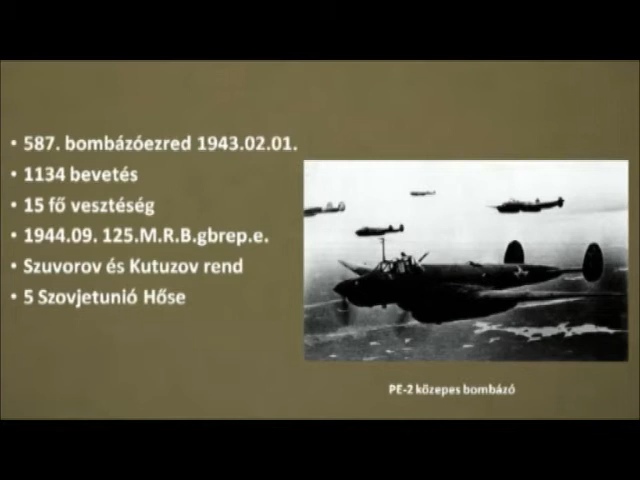 • 587. bombázóezred 1943.02.01.
• 1134 bevetés
• 15 fő vesztéség
• 1944.09. 125.M.R.B.gbrep.e.
• Szuvorov és Kutuzov rend
• 5 Szovjetunió Hőse
PE-2 közepes bombázó